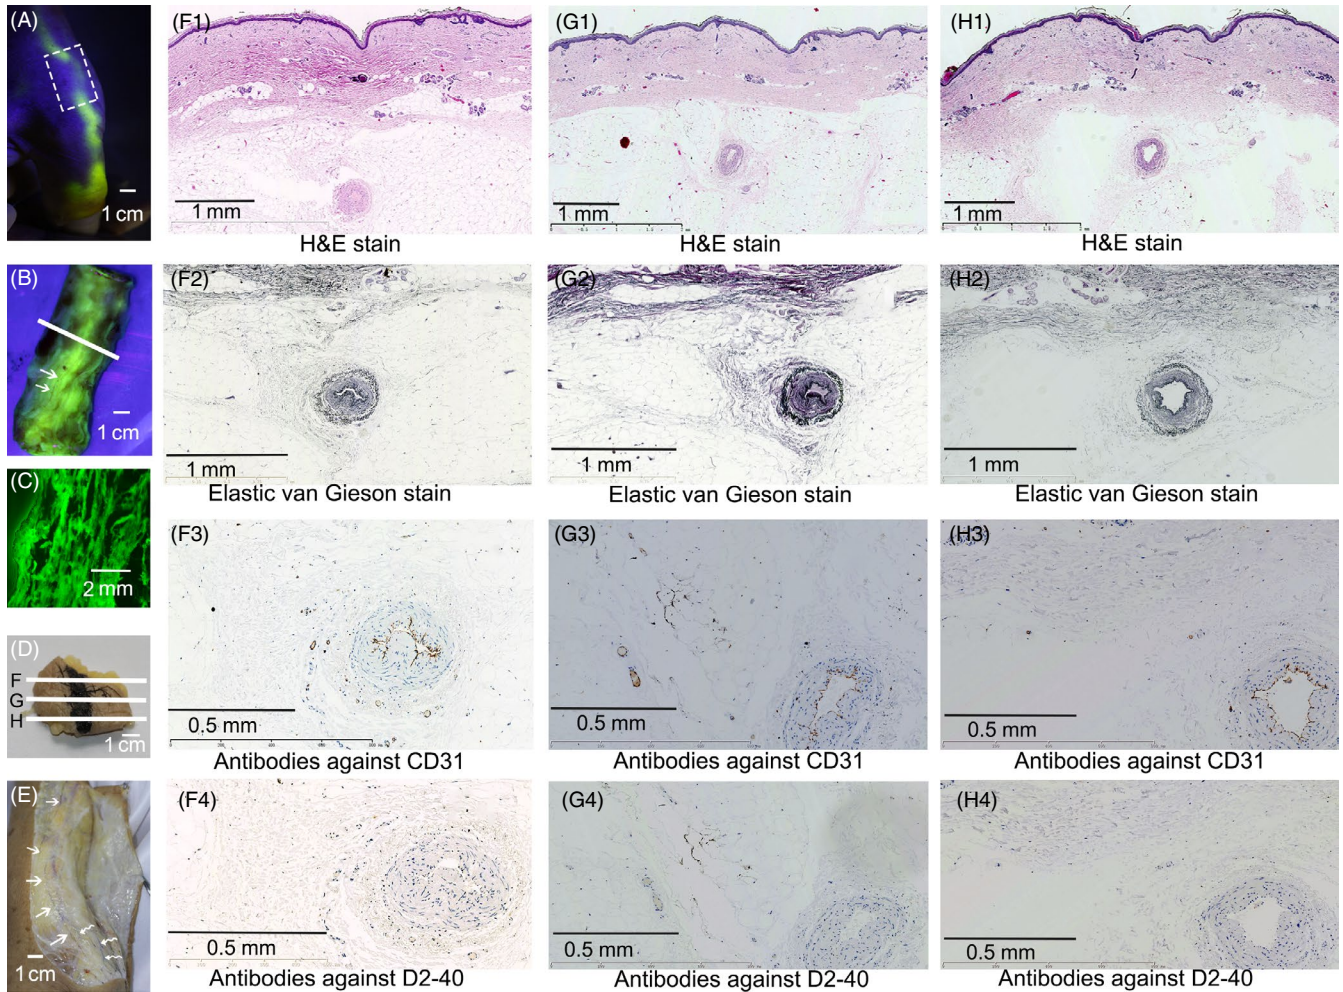 (A)
1 cm
(F1)
1 mm
H&E stain
(G1)
1 mm
H&E stain
(H1)
1 mm
H&E stain
(B)
1 cm
(F2)
1 mm
Elastic van Gieson stain
(G2)
1 mm
Elastic van Gieson stain
(H2)
1 mm
Elastic van Gieson stain
(C)
2 mm
(F3)
0.5 mm
Antibodies against CD31
(G3)
0.5 mm
Antibodies against CD31
(H3)
0.5 mm
Antibodies against CD31
(D)
F
G
H
1 cm
(E)
1 cm
(F4)
0.5 mm
Antibodies against D2-40
(G4)
0.5 mm
Antibodies against D2-40
(H4)
0.5 mm
Antibodies against D2-40